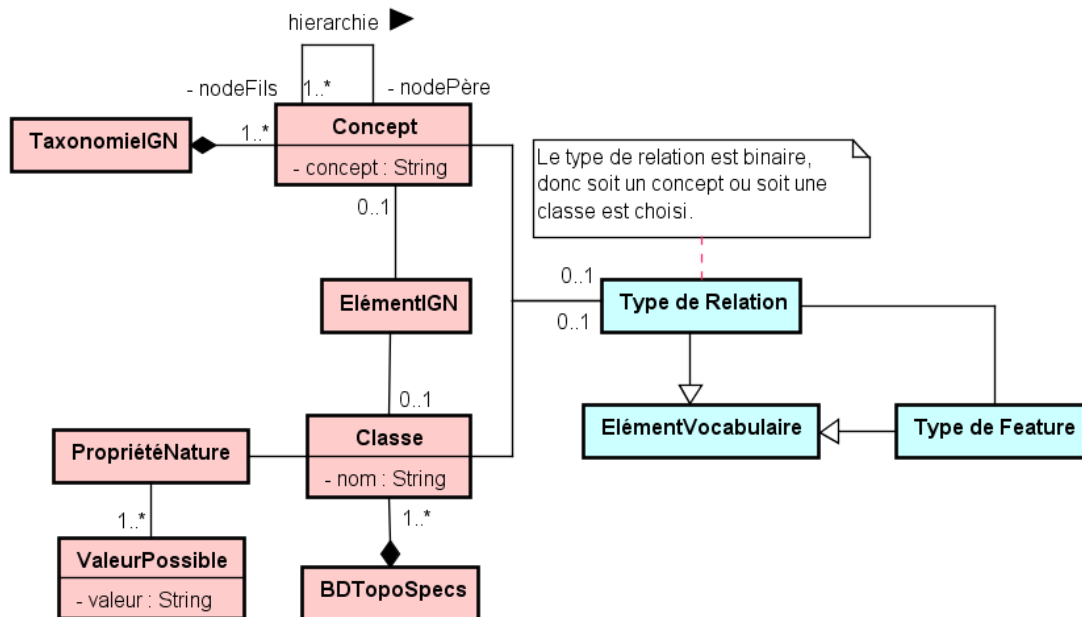 hierarchie
- nodeFils 1..* - nodePère
TaxonomieIGN
1..*
Concept
- concept : String
Le type de relation est binaire,
donc soit un concept ou soit une
classe est choisi.
0..1
ElémentIGN
0..1
0..1
Type de Relation
0..1
ElémentVocabulaire
Type de Feature
PropriétéNature
Classe
- nom : String
1..*
1..*
ValeurPossible
- valeur : String
BDTopoSpecs